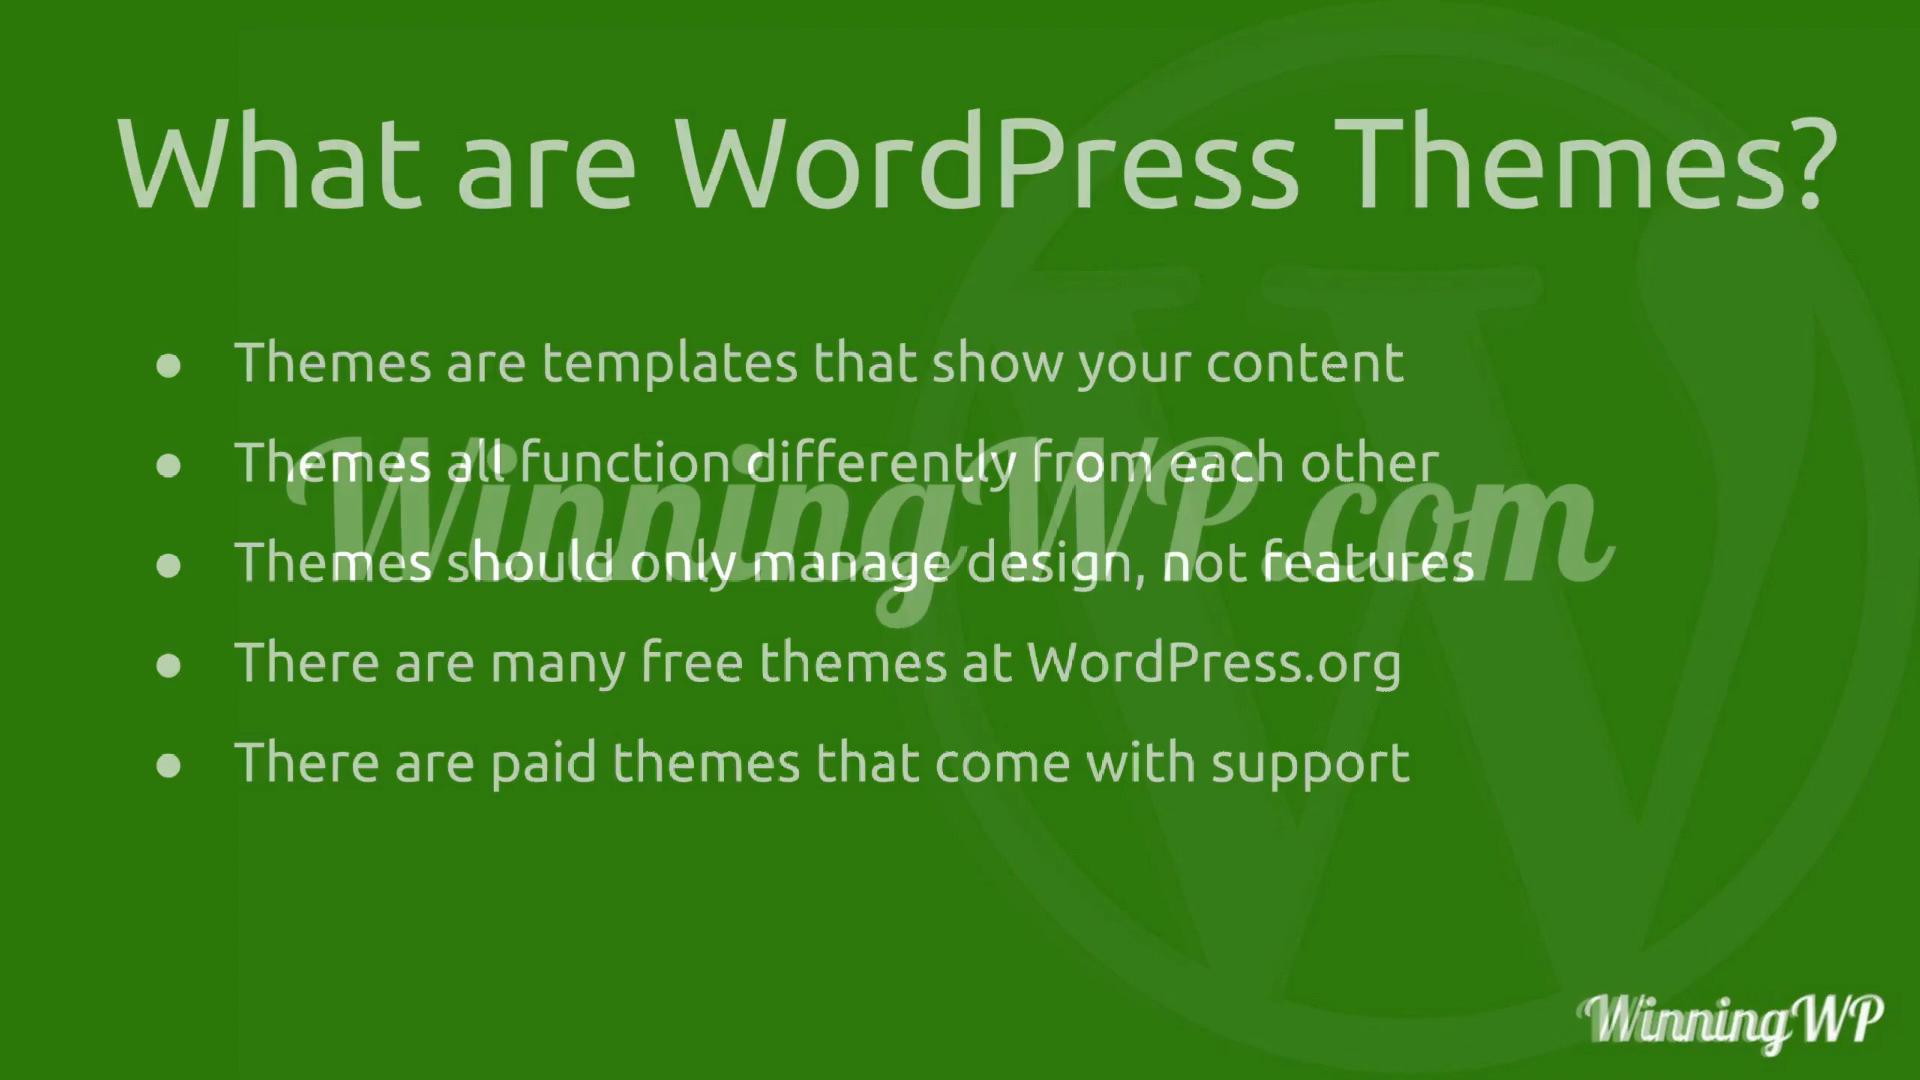 What are WordPress Themes?
● Themes are templates that show your content
● Themes all function differently from each other
WinningWP.com
● Themes should only manage design, not features
● There are many free themes at WordPress.org
● There are paid themes that come with support
WinningWP